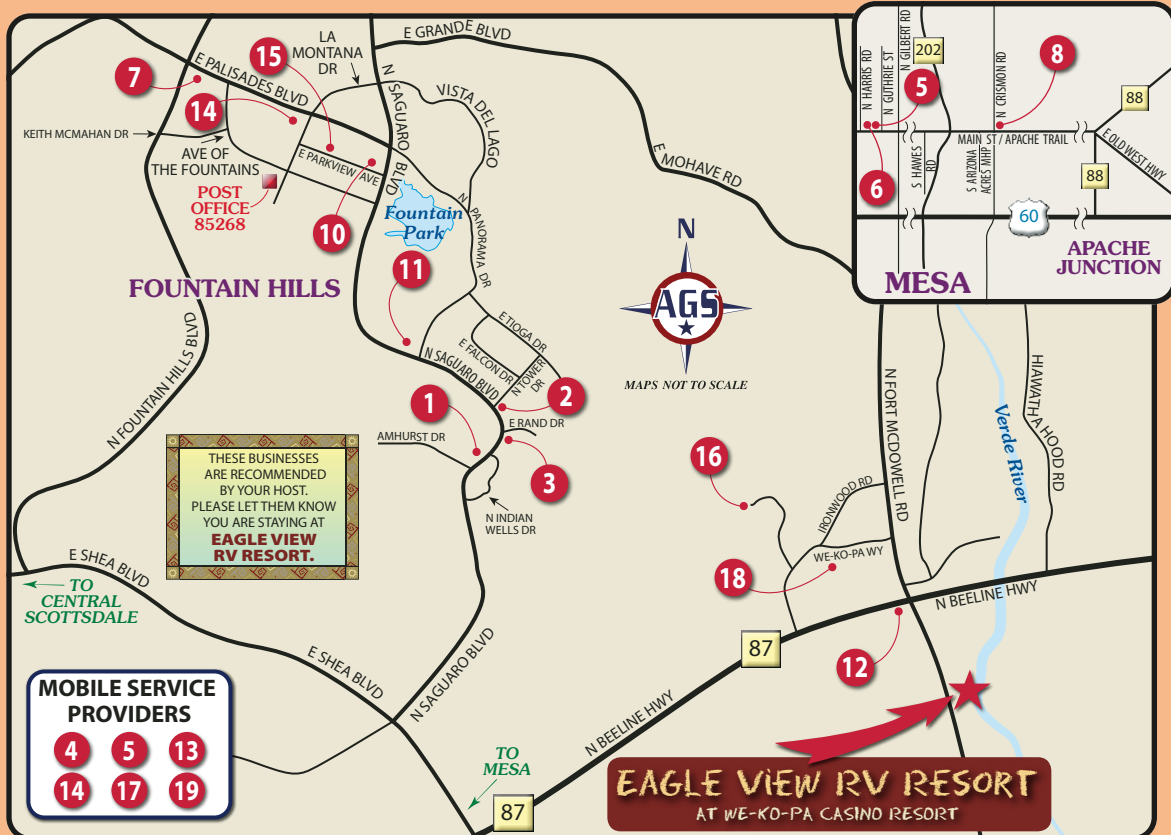 E GRANDE BLVD
LA
MONTANA
DR
15
7
E PALISADES BLVD
14
N SAGUARO BLVD
VISTA DEL LAGO
KEITH MCMAHAN DR
AVE OF
THE FOUNTAINS
E PARKVIEW AVE
POST
OFFICE
85268
10
Fountain
Park
N PANORAMA DR
E MOHAVE RD
11
FOUNTAIN HILLS
N
AGS
MAPS NOT TO SCALE
N FOUNTAIN HILLS BLVD
E TIOGA DR
E FALCON DR
N TOWER
DR
N SAGUARO BLVD
1
2
E RAND DR
AMHURST DR
3
N INDIAN
WELLS DR
THESE BUSINESSES
ARE RECOMMENDED
BY YOUR HOST.
PLEASE LET THEM KNOW
YOU ARE STAYING AT
EAGLE VIEW
RV RESORT.
E SHEA BLVD
TO
CENTRAL
SCOTTSDALE
E SHEA BLVD
N SAGUARO BLVD
MOBILE SERVICE
PROVIDERS
4
5
13
14
17
19
TO
MESA
87
N BEELINE HWY
87
N BEELINE HWY
16
IRONWOOD RD
WE-KO-PA WY
18
12
N FORT MCDOWELL RD
Verde River
HIAWATHA HOOD RD
EAGLE VIEW RV RESORT
AT WE-KO-PA CASINO RESORT
N HARRIS RD
N GUTHRIE ST
N GILBERT RD
202
5
N CRISMON RD
8
88
MAIN ST / APACHE TRAIL
E OLD WEST HWY
6
S HAWES
RD
S ARIZONA
ACRES MHP
88
60
MESA
APACHE
JUNCTION